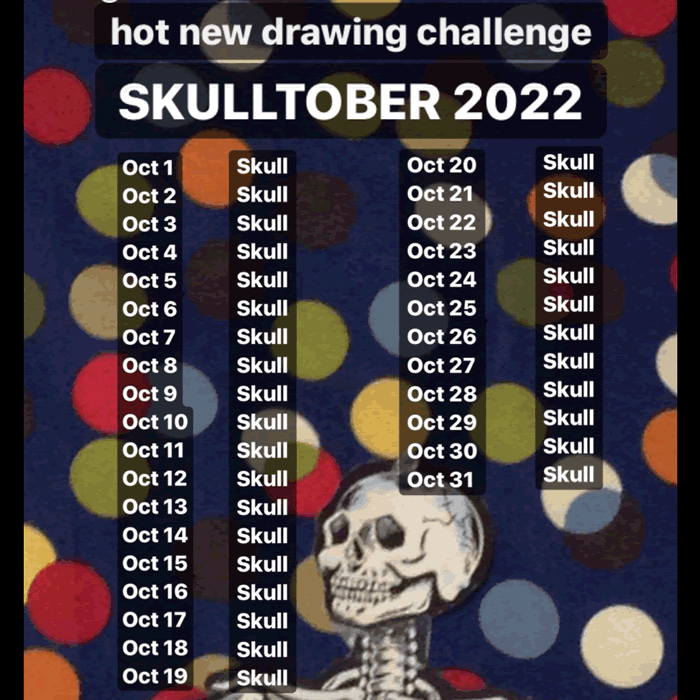 hot new drawing challenge
SKULLTOBER 2022
Oct 1 Skull
Oct 2 Skull
Oct 3 Skull
Oct 4 Skull
Oct 5 Skull
Oct 6 Skull
Oct 7 Skull
Oct 8 Skull
Oct 9 Skull
Oct 10 Skull
Oct 11 Skull
Oct 12 Skull
Oct 13 Skull
Oct 14 Skull
Oct 15 Skull
Oct 16 Skull
Oct 17 Skull
Oct 18 Skull
Oct 19 Skull
Oct 20 Skull
Oct 21 Skull
Oct 22 Skull
Oct 23 Skull
Oct 24 Skull
Oct 25 Skull
Oct 26 Skull
Oct 27 Skull
Oct 28 Skull
Oct 29 Skull
Oct 30 Skull
Oct 31 Skull